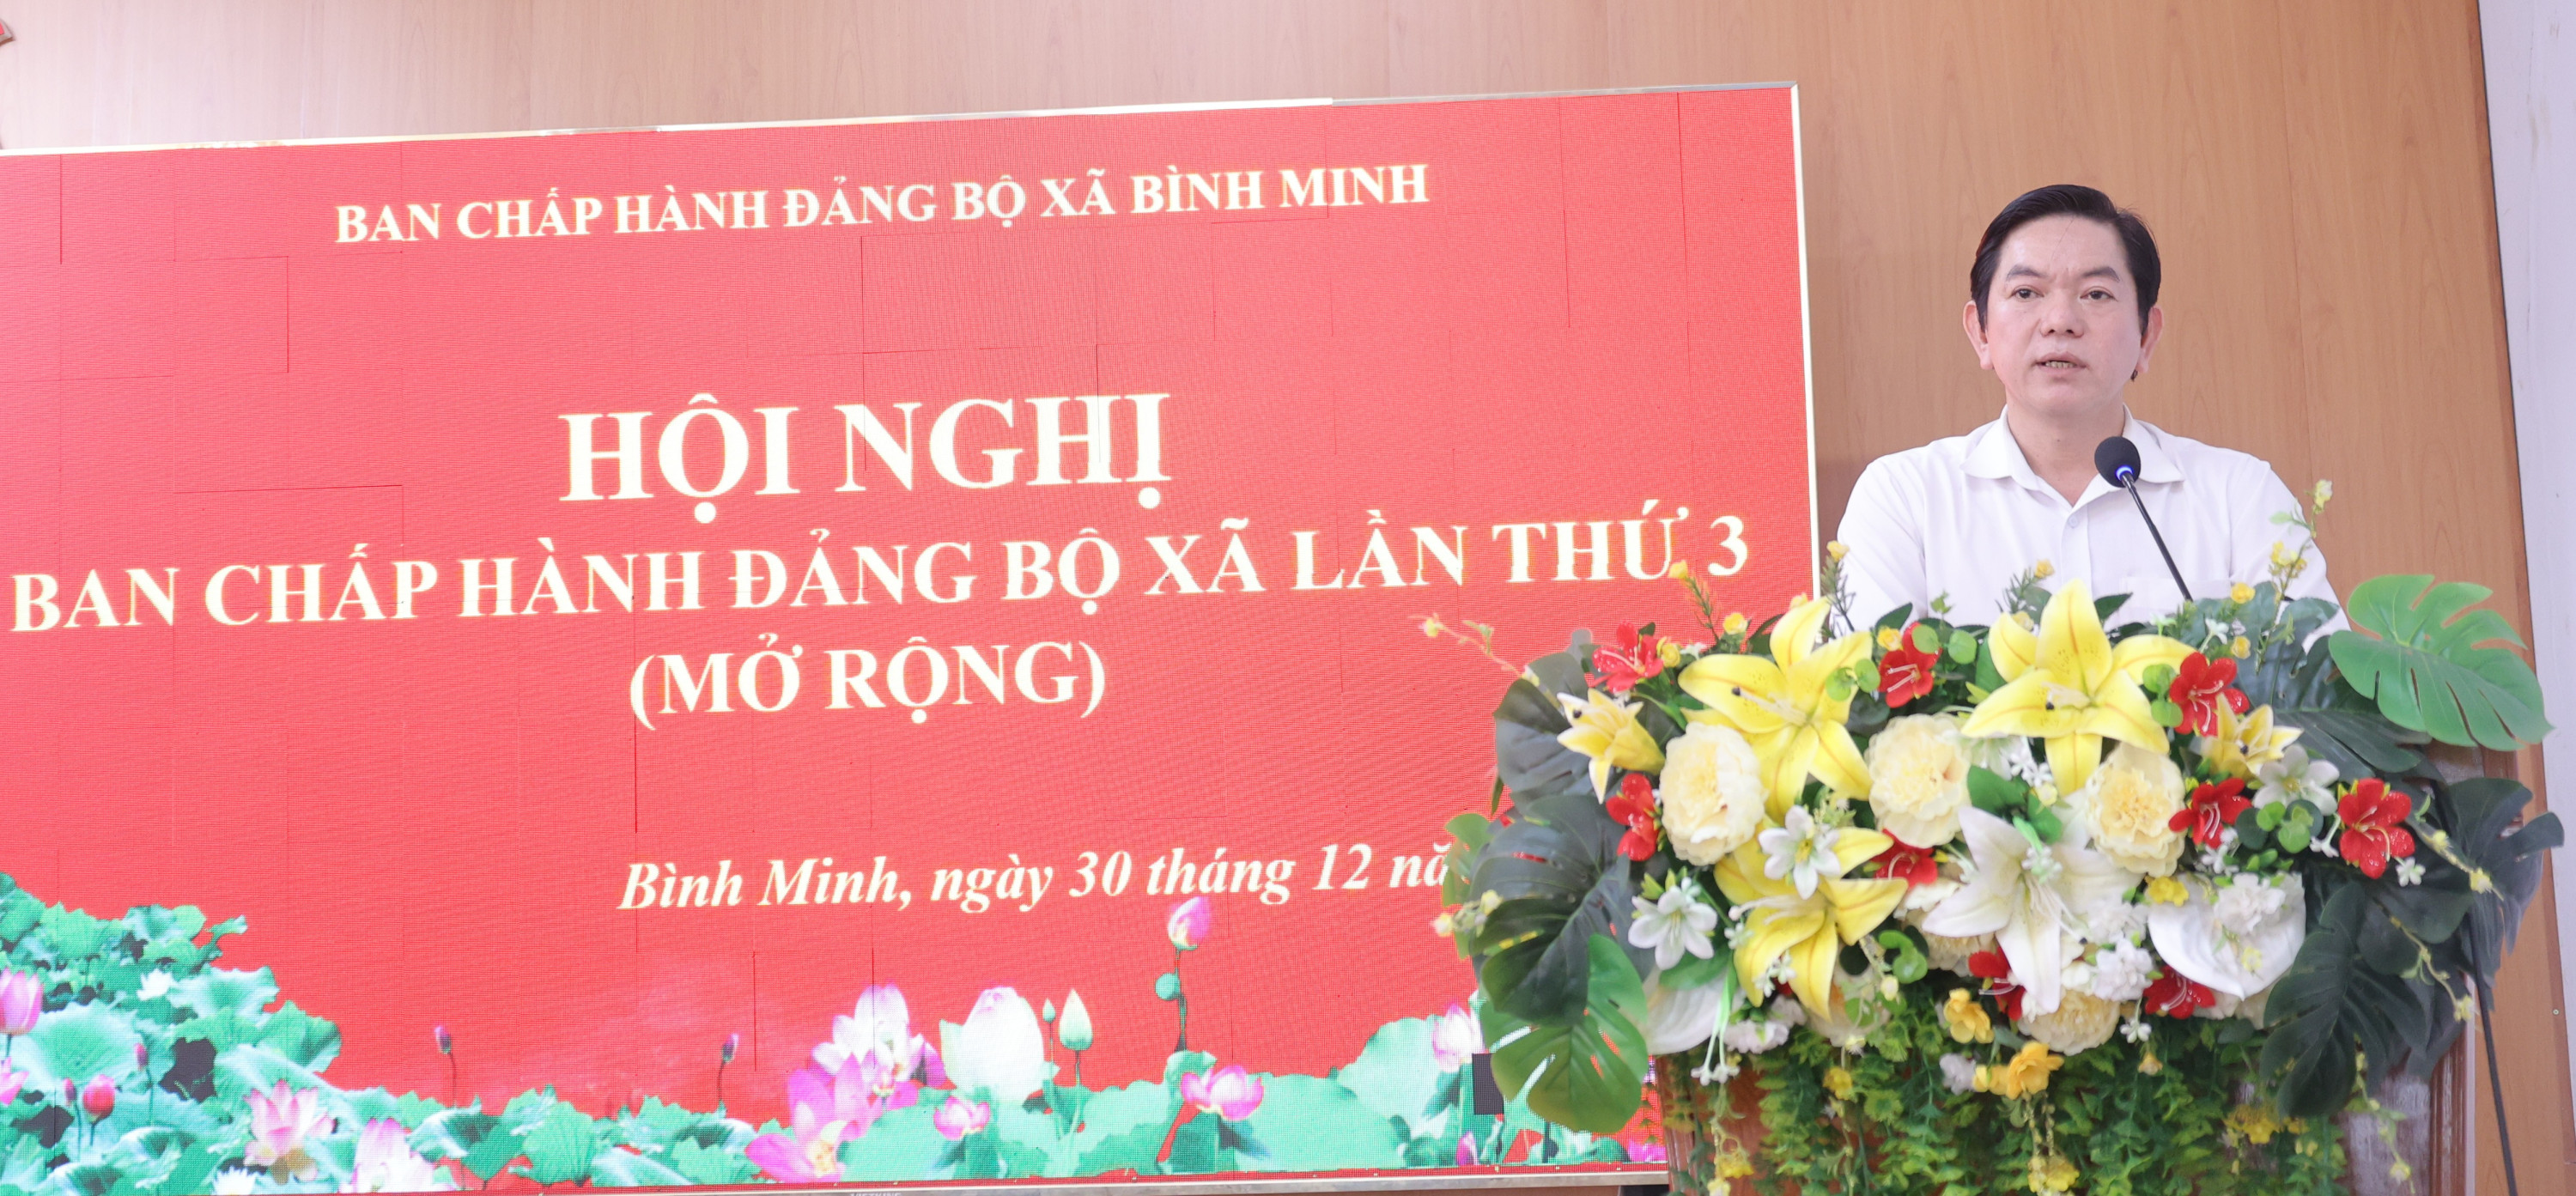 BAN CHẤP HÀNH ĐẢNG BỘ XÃ BÌNH MINH
HỘI NGHỊ
BAN CHẤP HÀNH ĐẢNG BỘ XÃ LẦN THỨ 3
(MỞ RỘNG)
Bình Minh, ngày 30 tháng 12